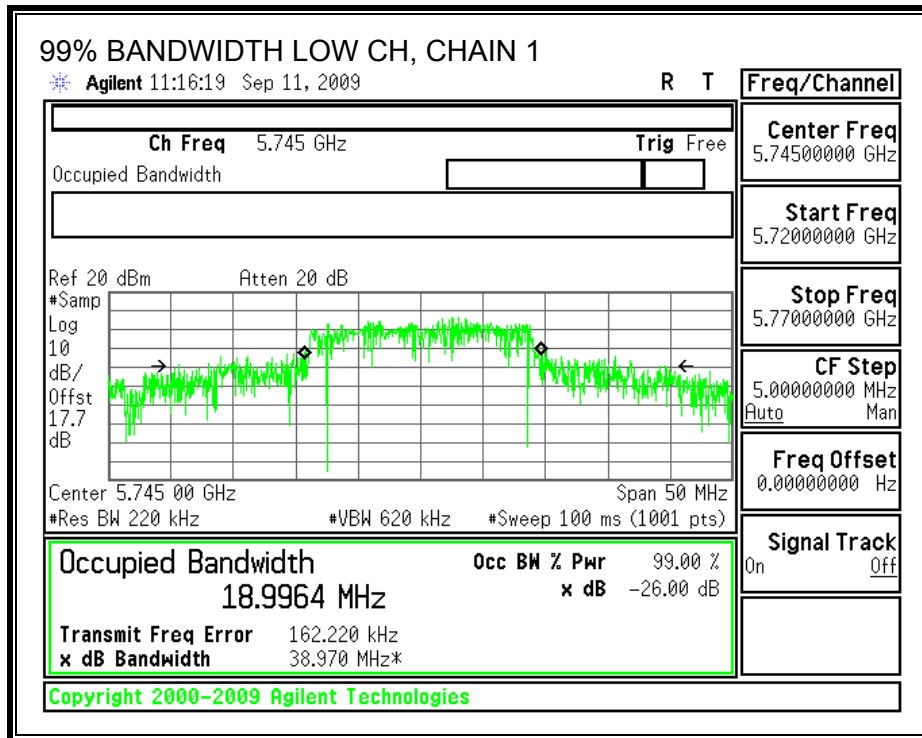 99% BANDWIDTH LOW CH, CHAIN 1
Agilent 11:16:19 Sep 11, 2009 R T
Freq/Channel
Ch Freq 5.745 GHz Trig Free
Occupied Bandwidth
Center Freq
5.74500000 GHz
Start Freq
5.72000000 GHz
Stop Freq
5.77000000 GHz
CF Step
5.00000000 MHz
Auto Man
Freq Offset
0.00000000 Hz
Signal Track
On Off
Ref 20 dBm Atten 20 dB
#Samp
Log
10
dB/
Offst
17.7
dB
Center 5.745 00 GHz Span 50 MHz
#Res BW 220 kHz #VBW 620 kHz #Sweep 100 ms (1001 pts)
Occupied Bandwidth Occ BW % Pwr 99.00 %
18.9964 MHz x dB -26.00 dB
Transmit Freq Error 162.220 kHz
x dB Bandwidth 38.970 MHz*
Copyright 2000-2009 Agilent Technologies